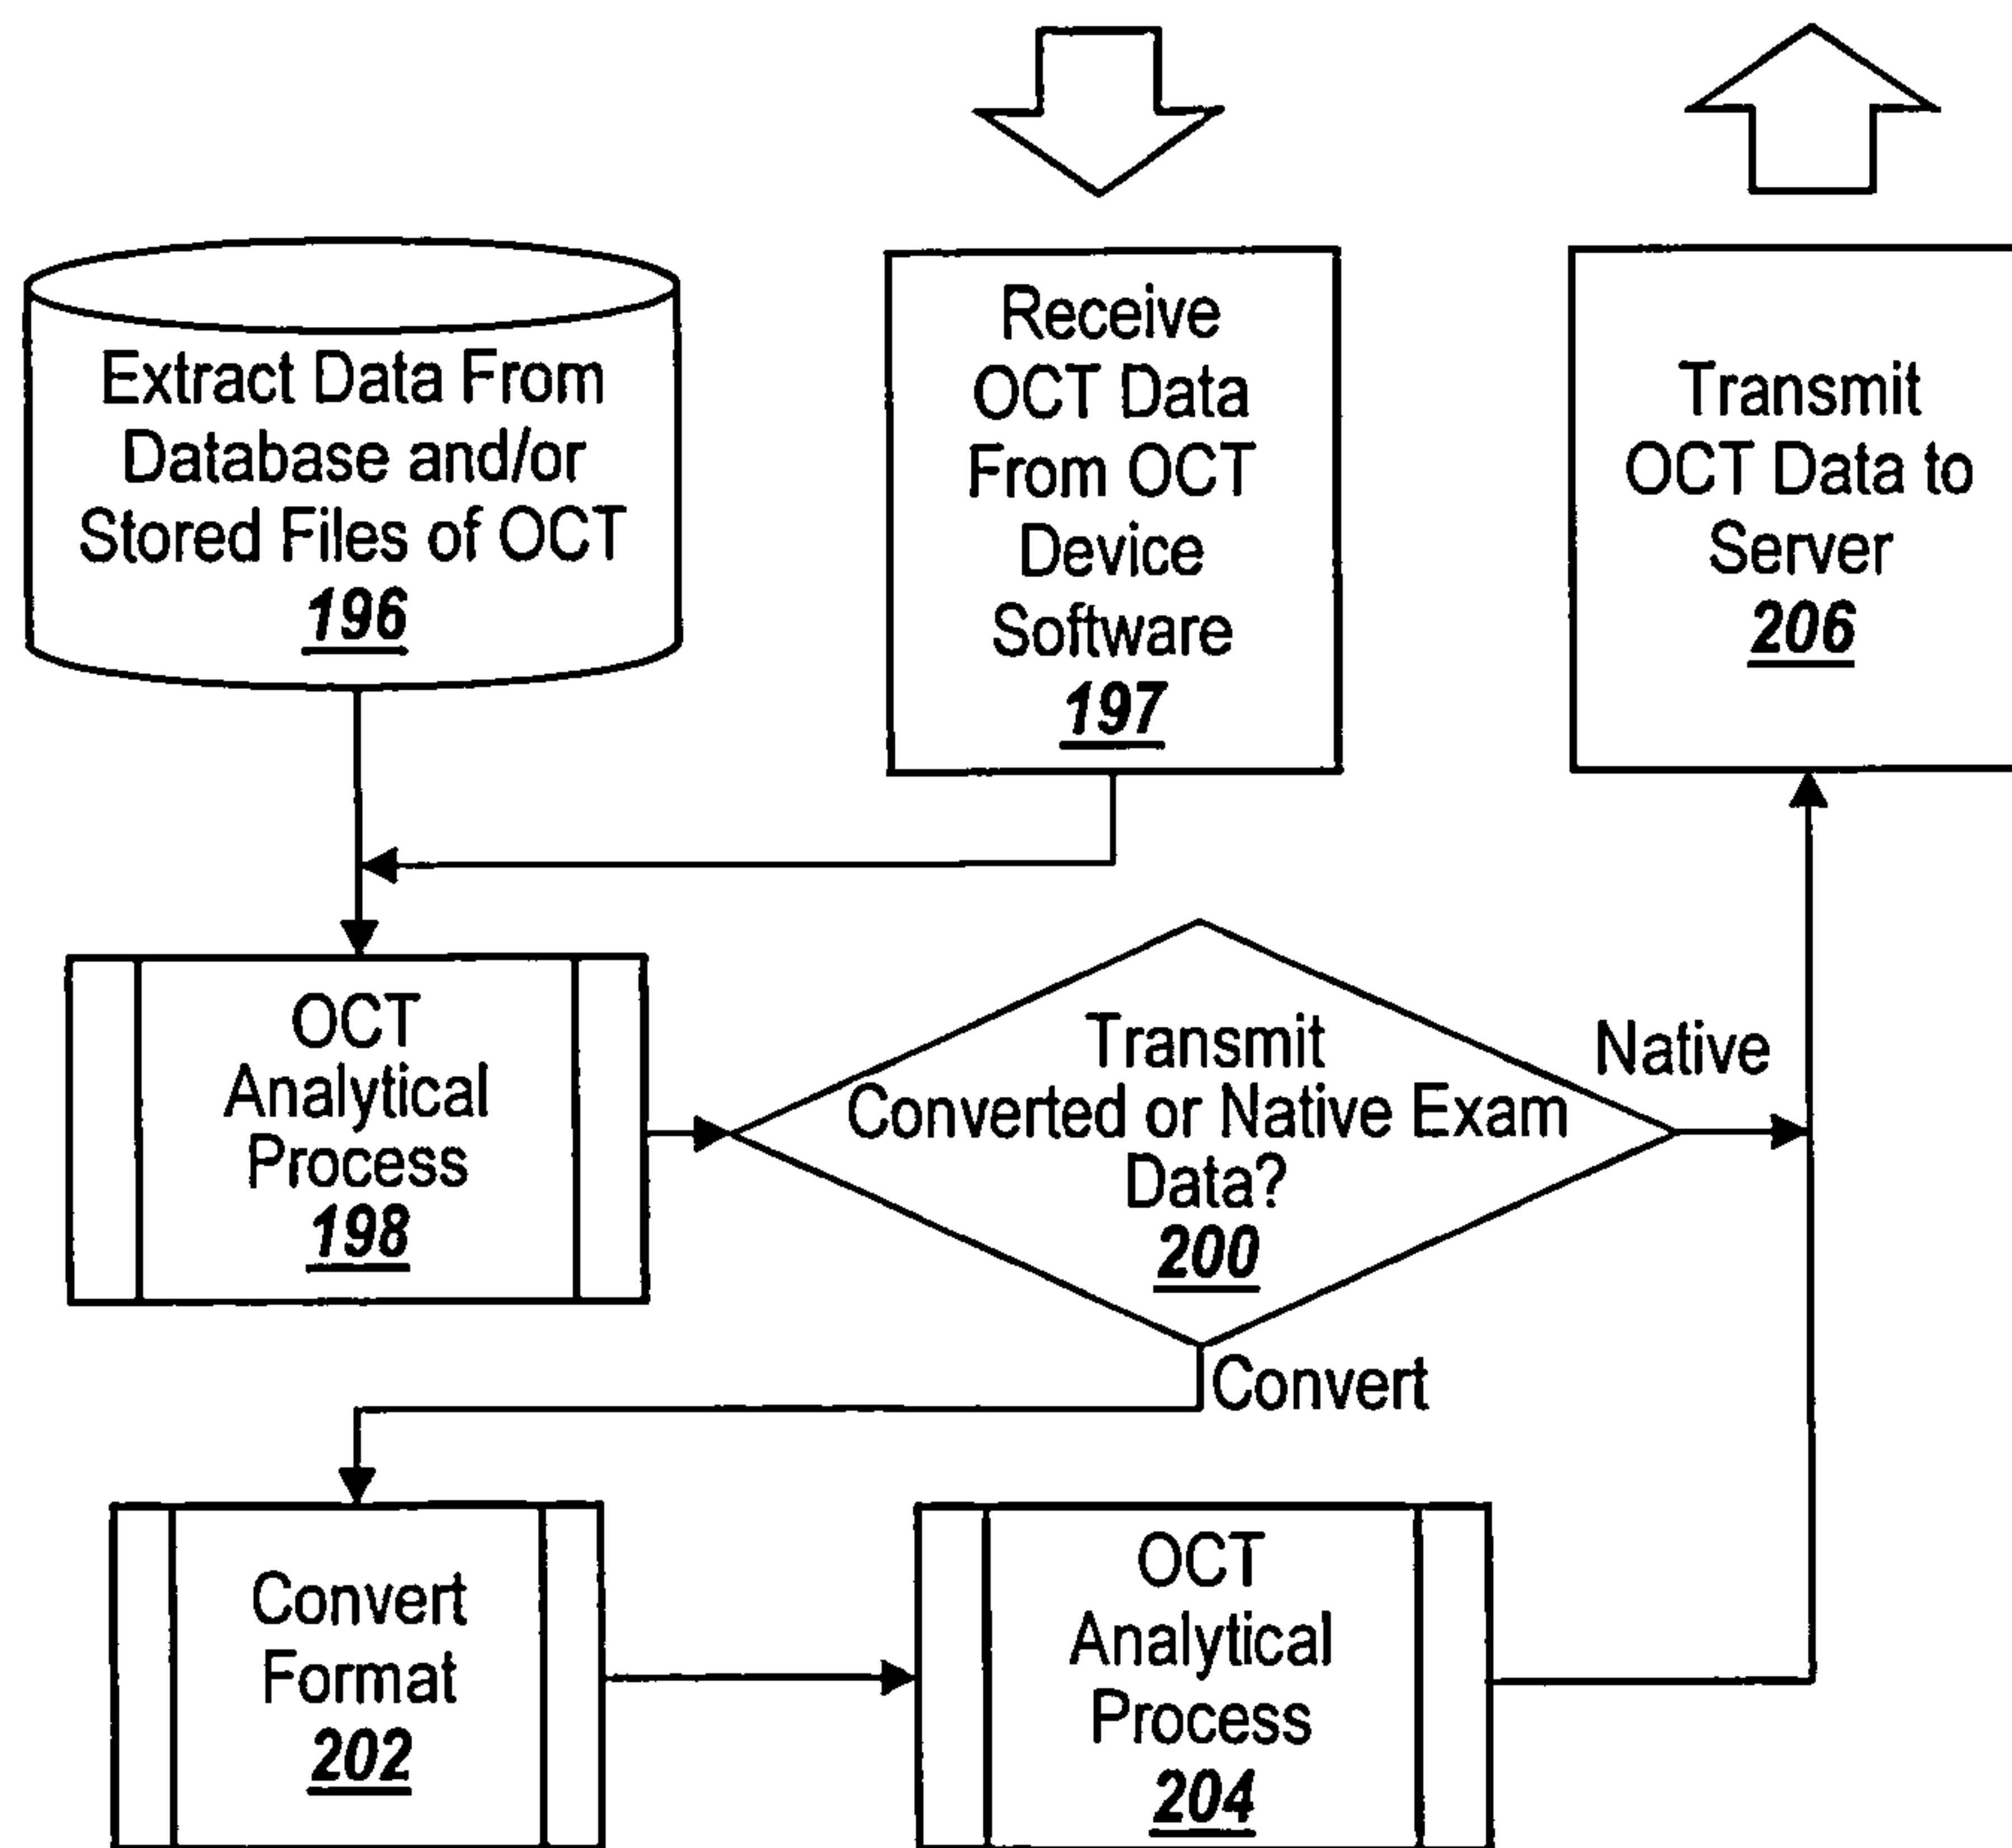 Extract Data From
Database and/or
Stored Files of OCT
196
Receive
OCT Data
From OCT
Device
Software
197
Transmit
OCT Data to
Server
206
OCT
Analytical
Process
198
Transmit
Converted or Native Exam
Data?
200
Native
Convert
Convert
Format
202
OCT
Analytical
Process
204